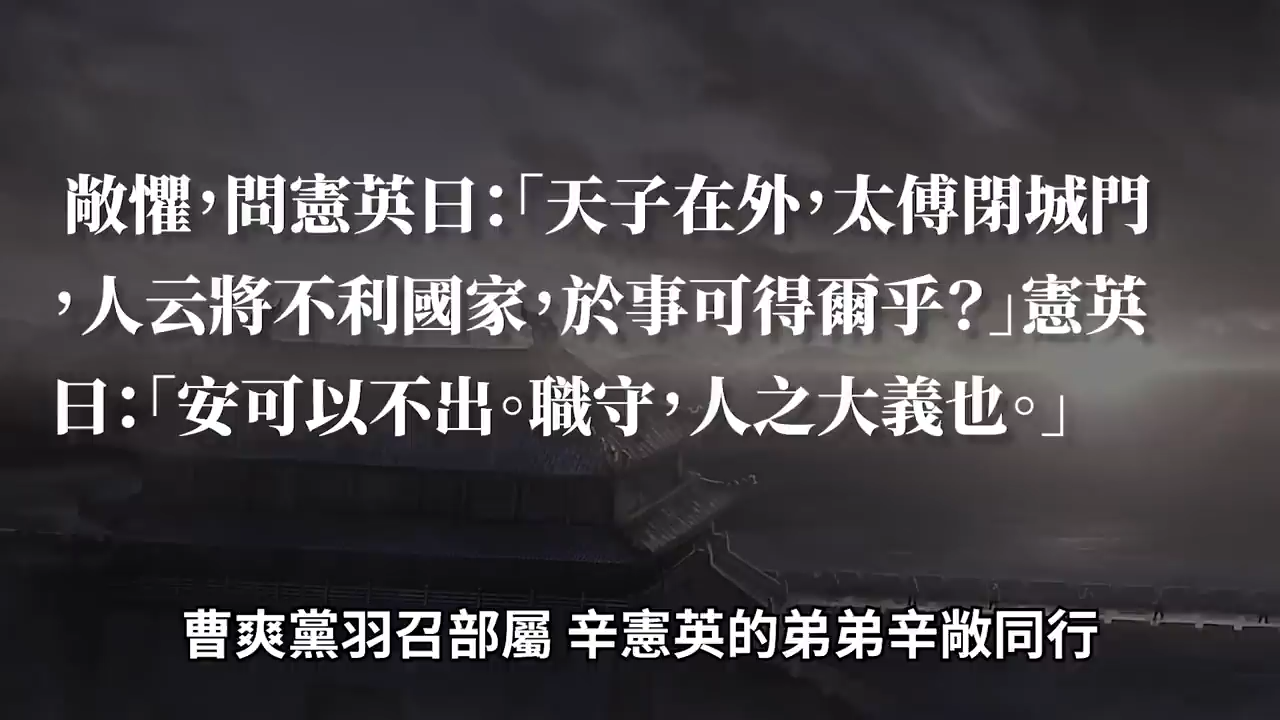 敞懼，問憲英曰：「天子在外，太傅閉城門
，人云將不利國家，於事可得爾乎？」憲英
曰：「安可以不出。職守，人之大義也。」
曹爽黨羽召部屬 辛憲英的弟弟辛敞同行